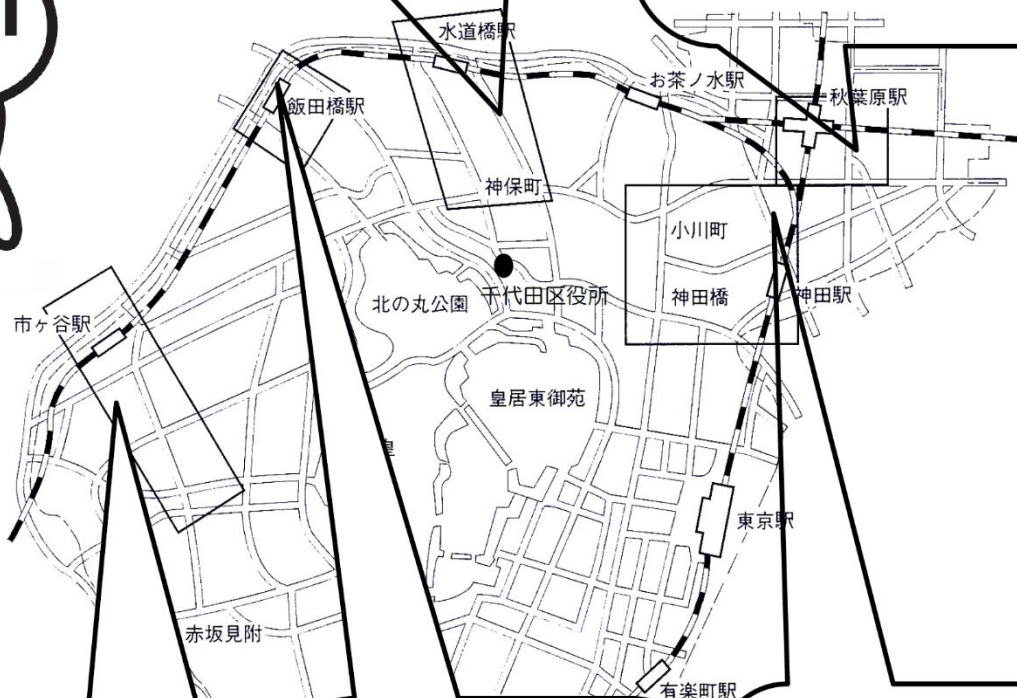 水道橋駅
お茶ノ水駅
秋葉原駅
飯田橋駅
神保町
小川町
北の丸公園
千代田区役所
神田橋
神田駅
市ヶ谷駅
皇居東御苑
東京駅
赤坂見附
有楽町駅